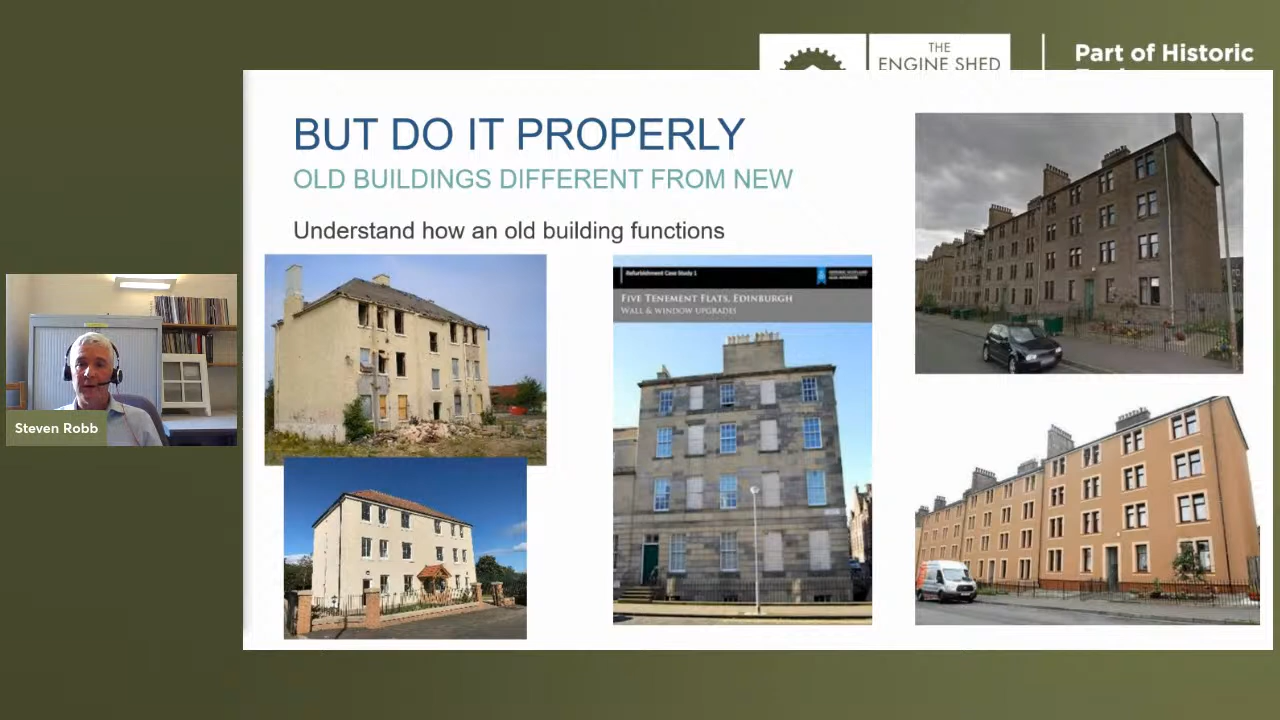 THE
ENGINE SHED
Part of Historic
BUT DO IT PROPERLY
OLD BUILDINGS DIFFERENT FROM NEW
Understand how an old building functions
Refurbishment Case Study 1
FIVE TENEMENT FLATS, EDINBURGH
WALL & WINDOW UPGRADES
Steven Robb